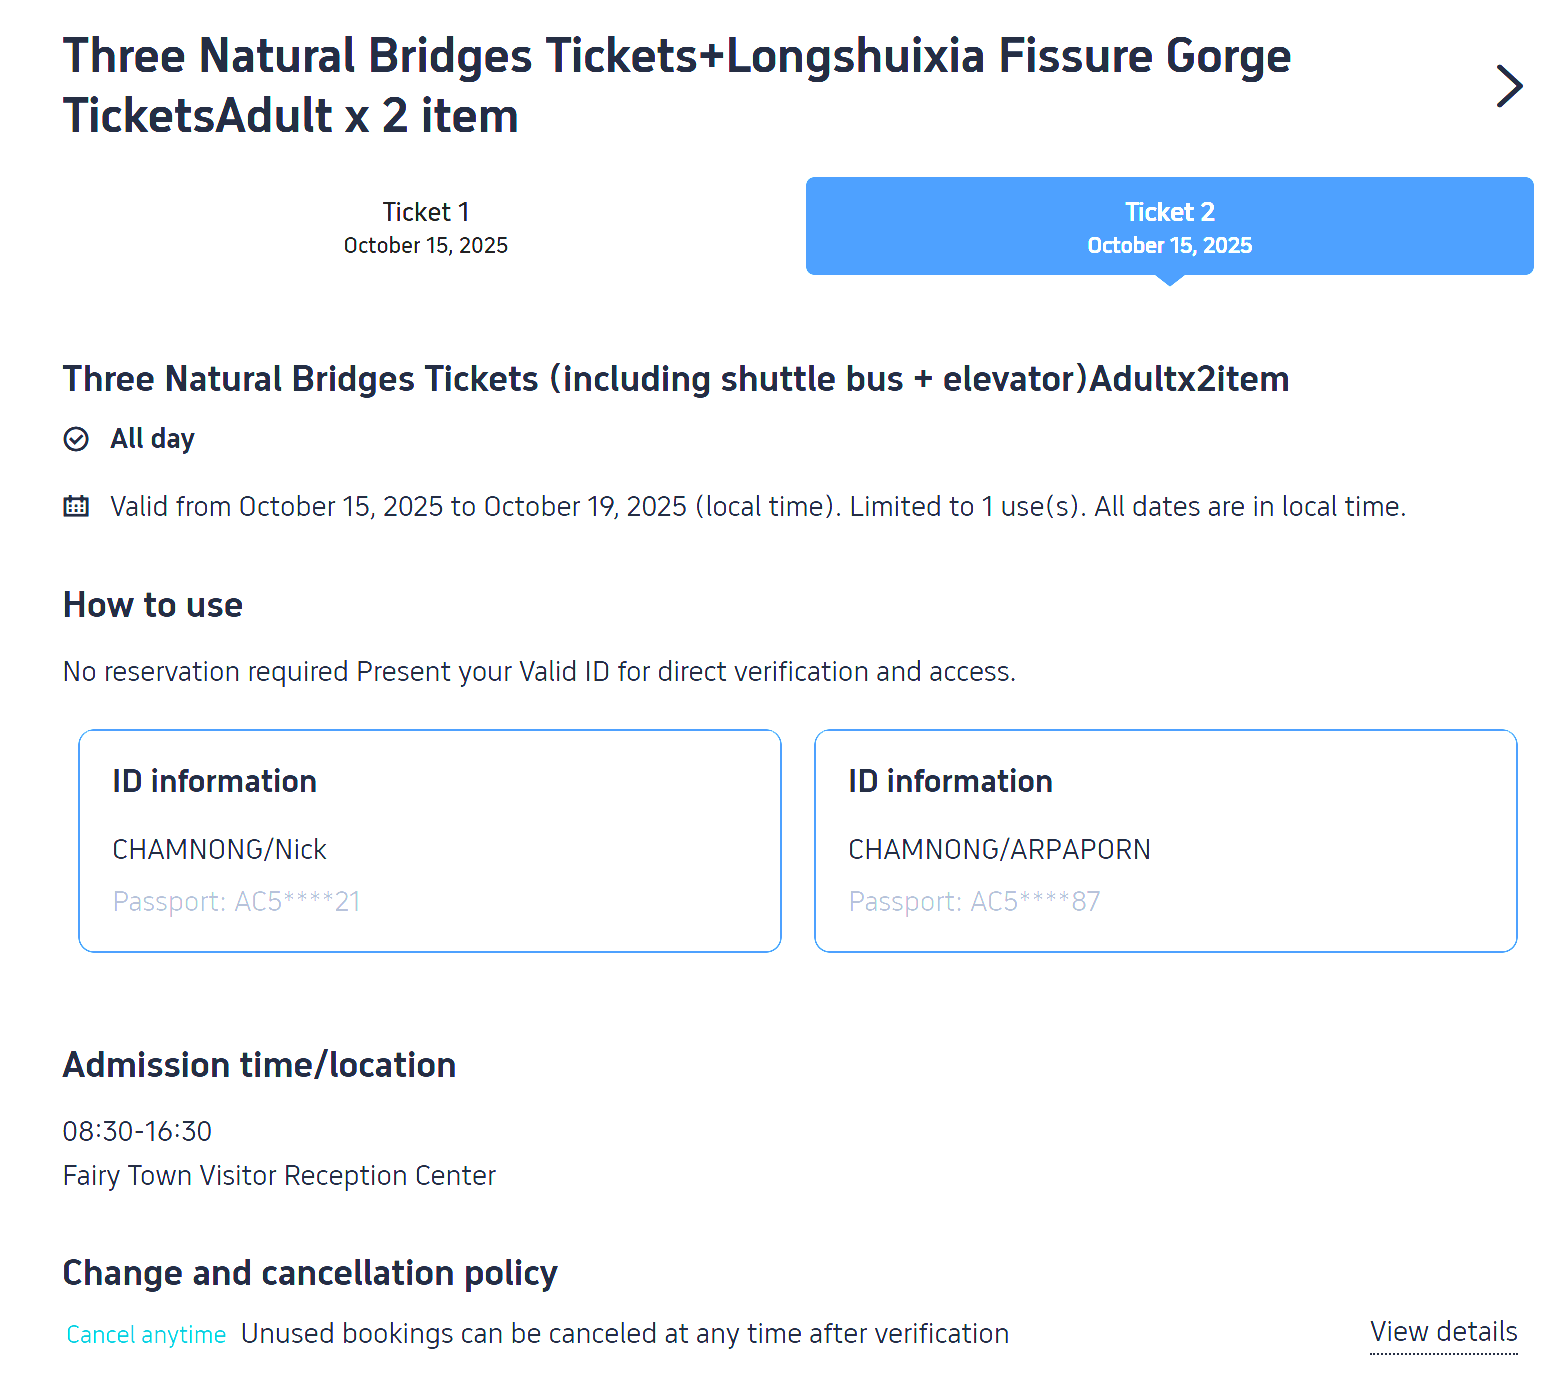 Three Natural Bridges Tickets+Longshuixia Fissure Gorge
TicketsAdult x 2 item
Ticket 1
October 15, 2025
Ticket 2
October 15, 2025
Three Natural Bridges Tickets (including shuttle bus + elevator)Adultx2item
All day
Valid from October 15, 2025 to October 19, 2025 (local time). Limited to 1 use(s). All dates are in local time.
How to use
No reservation required Present your Valid ID for direct verification and access.
ID information
CHAMNONG/Nick
Passport: AC5****21
ID information
CHAMNONG/ARPAPORN
Passport: AC5****87
Admission time/location
08:30-16:30
Fairy Town Visitor Reception Center
Change and cancellation policy
Cancel anytime Unused bookings can be canceled at any time after verification
View details